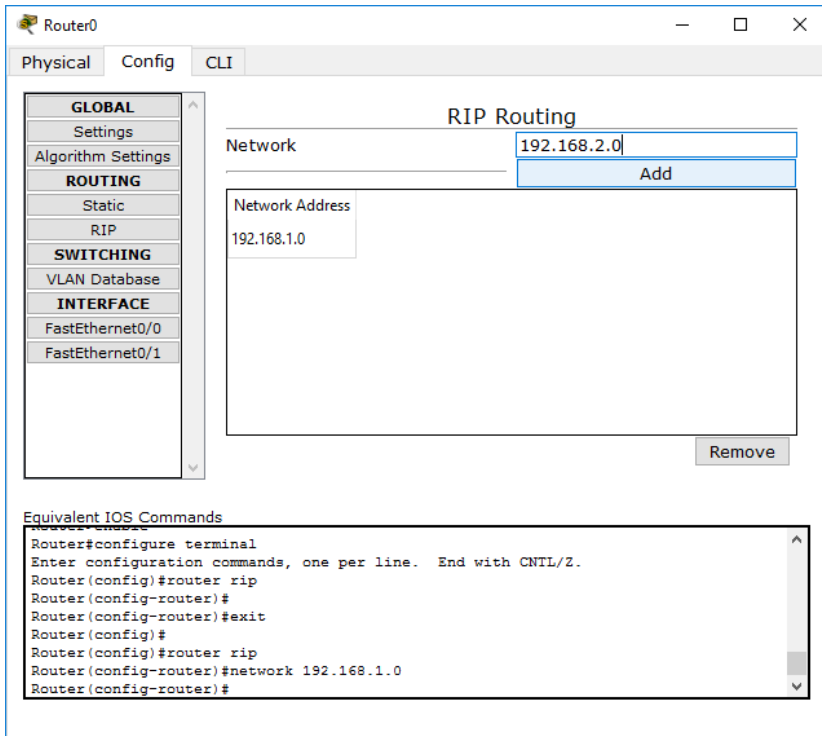 Router0
Physical Config CLI
GLOBAL
Settings
Algorithm Settings
ROUTING
Static
RIP
SWITCHING
VLAN Database
INTERFACE
FastEthernet0/0
FastEthernet0/1
RIP Routing
Network 192.168.2.0
Add
Network Address
192.168.1.0
Remove
Equivalent IOS Commands
Router#configure terminal
Enter configuration commands, one per line.  End with CNTL/Z.
Router(config)#router rip
Router(config-router)#
Router(config-router)#exit
Router(config)#
Router(config)#router rip
Router(config-router)#network 192.168.1.0
Router(config-router)#